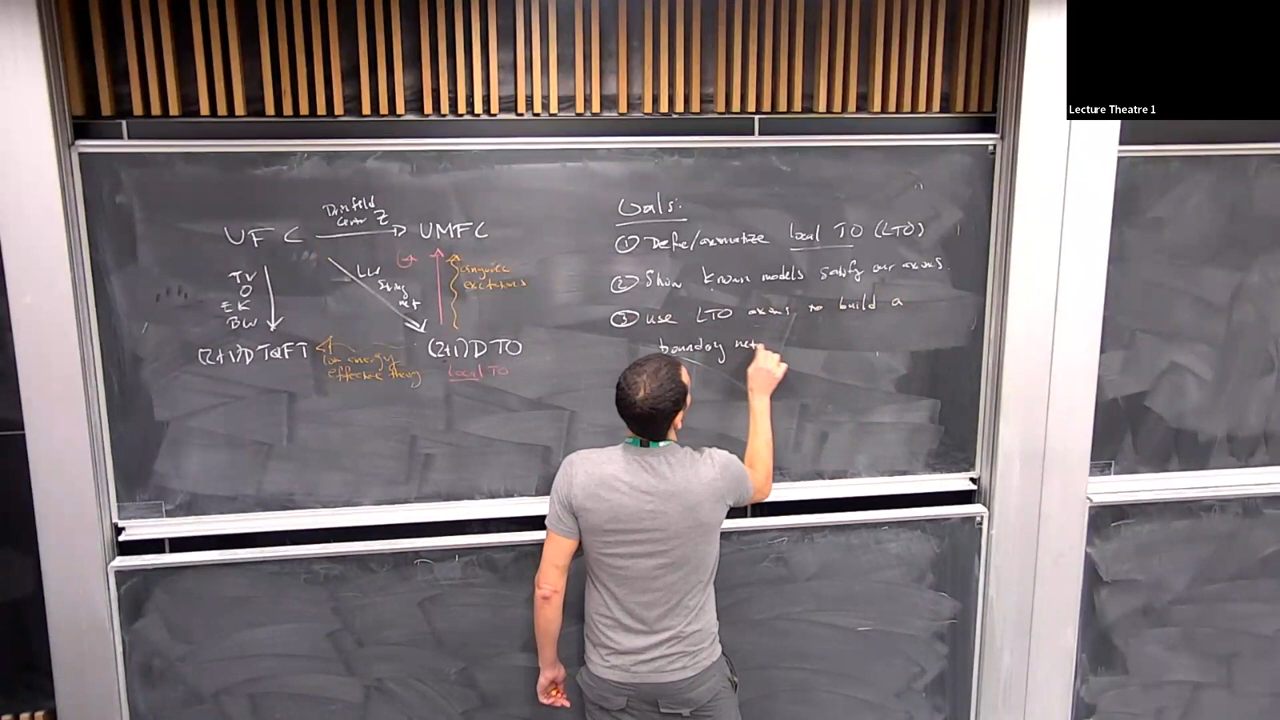 Lecture Theatre 1
Drinfeld
center Z
UFC
UMFC
TV
O
BW
LW
string
net
excitations
(2+1)D TQFT
low energy
effective theory
(2+1)D TO
local TO
Goals:
① Define/axiomatize local TO (LTO)
② Show known models satisfy our axioms.
③ use LTO axioms to build a
boundary net